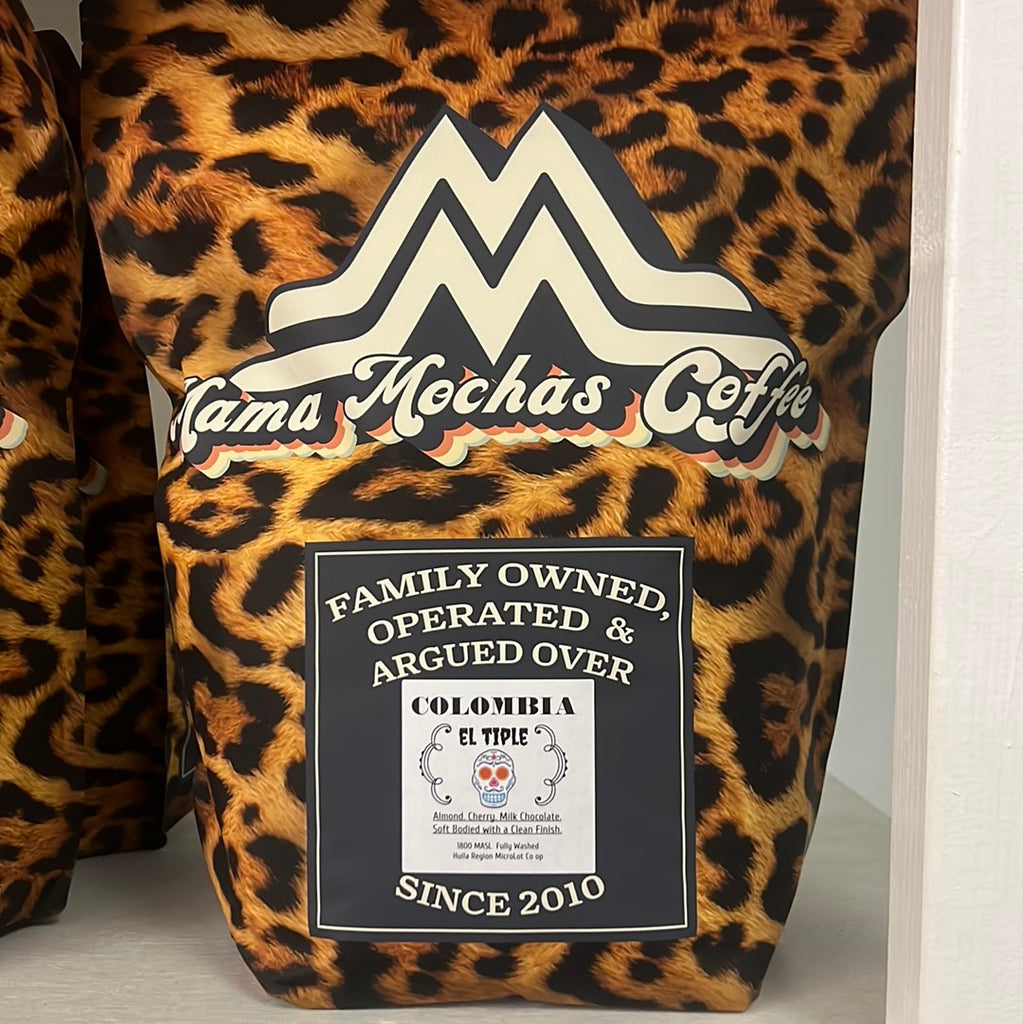 Mama Mochas Coffee
FAMILY OWNED,
OPERATED &
ARGUED OVER
COLOMBIA
EL TIPLE
Almond, Cherry, Milk Chocolate.
Soft Bodied with a Clean Finish.
1800 MASL Fully Washed
Huila Region MicroLot Co op
SINCE 2010